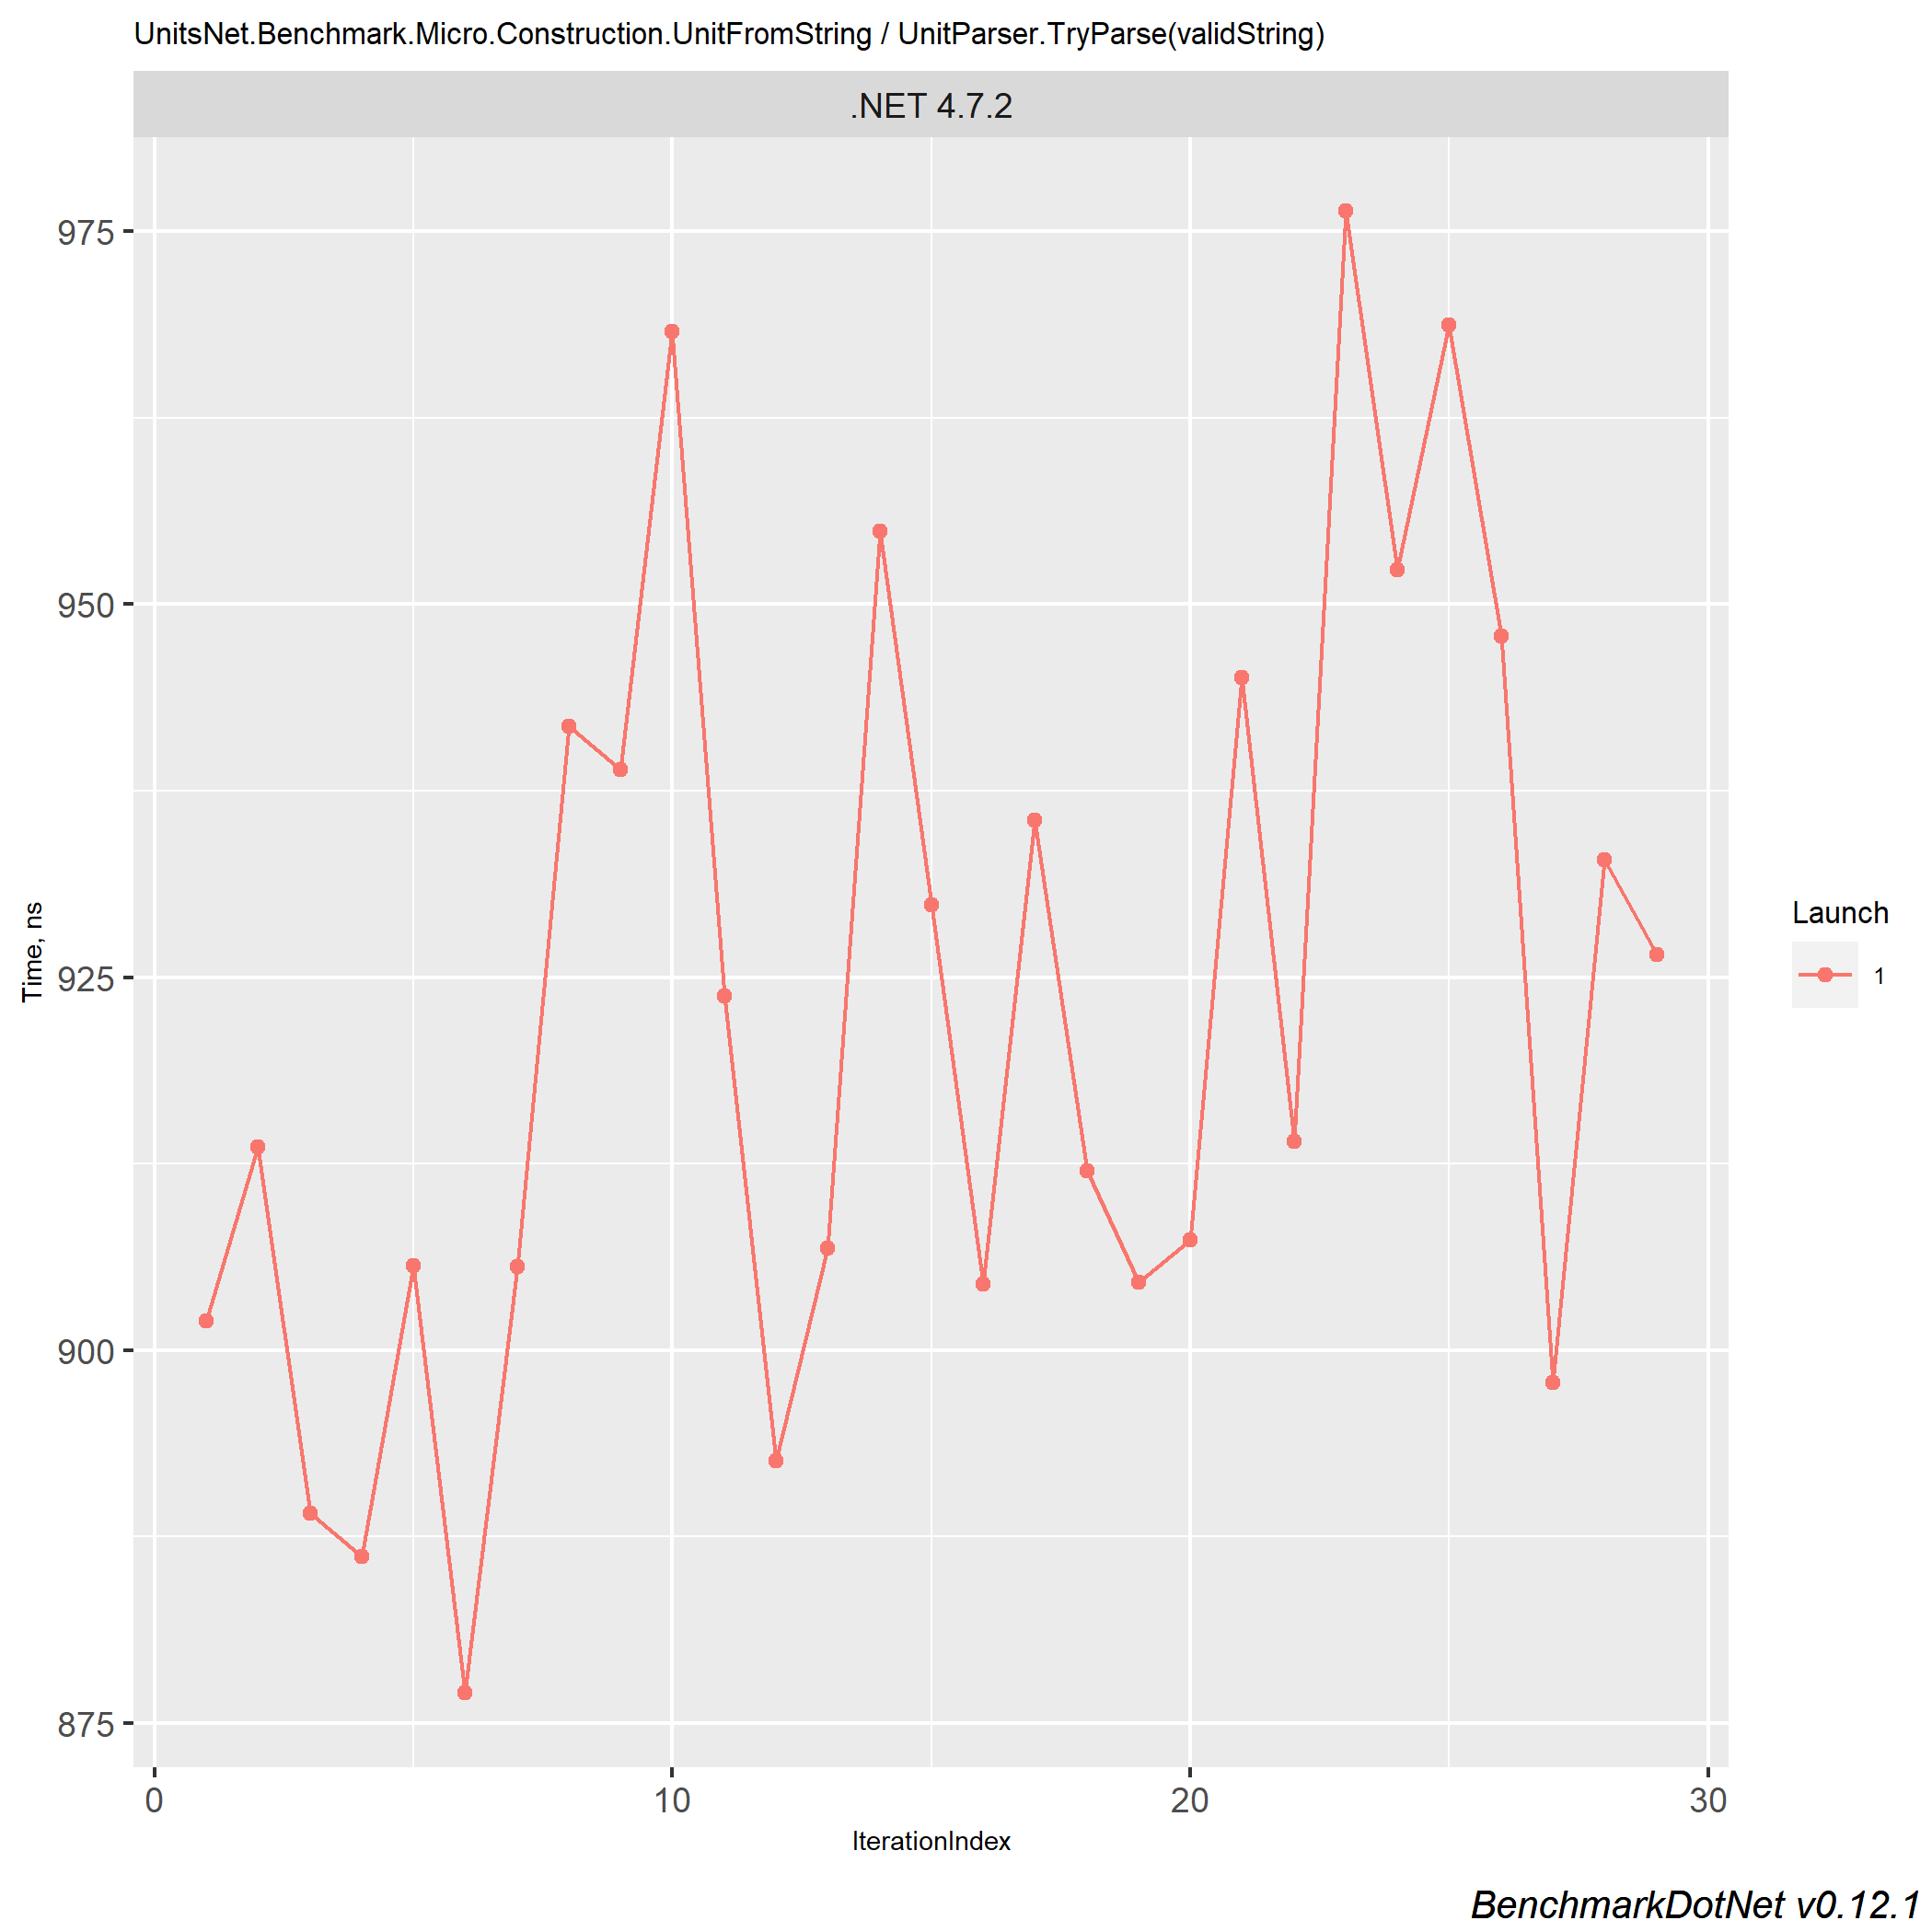 UnitsNet.Benchmark.Micro.Construction.UnitFromString / UnitParser.TryParse(validString)
.NET 4.7.2
975
950
925
900
875
Time, ns
0 10 20 30
IterationIndex
Launch
1
BenchmarkDotNet v0.12.1